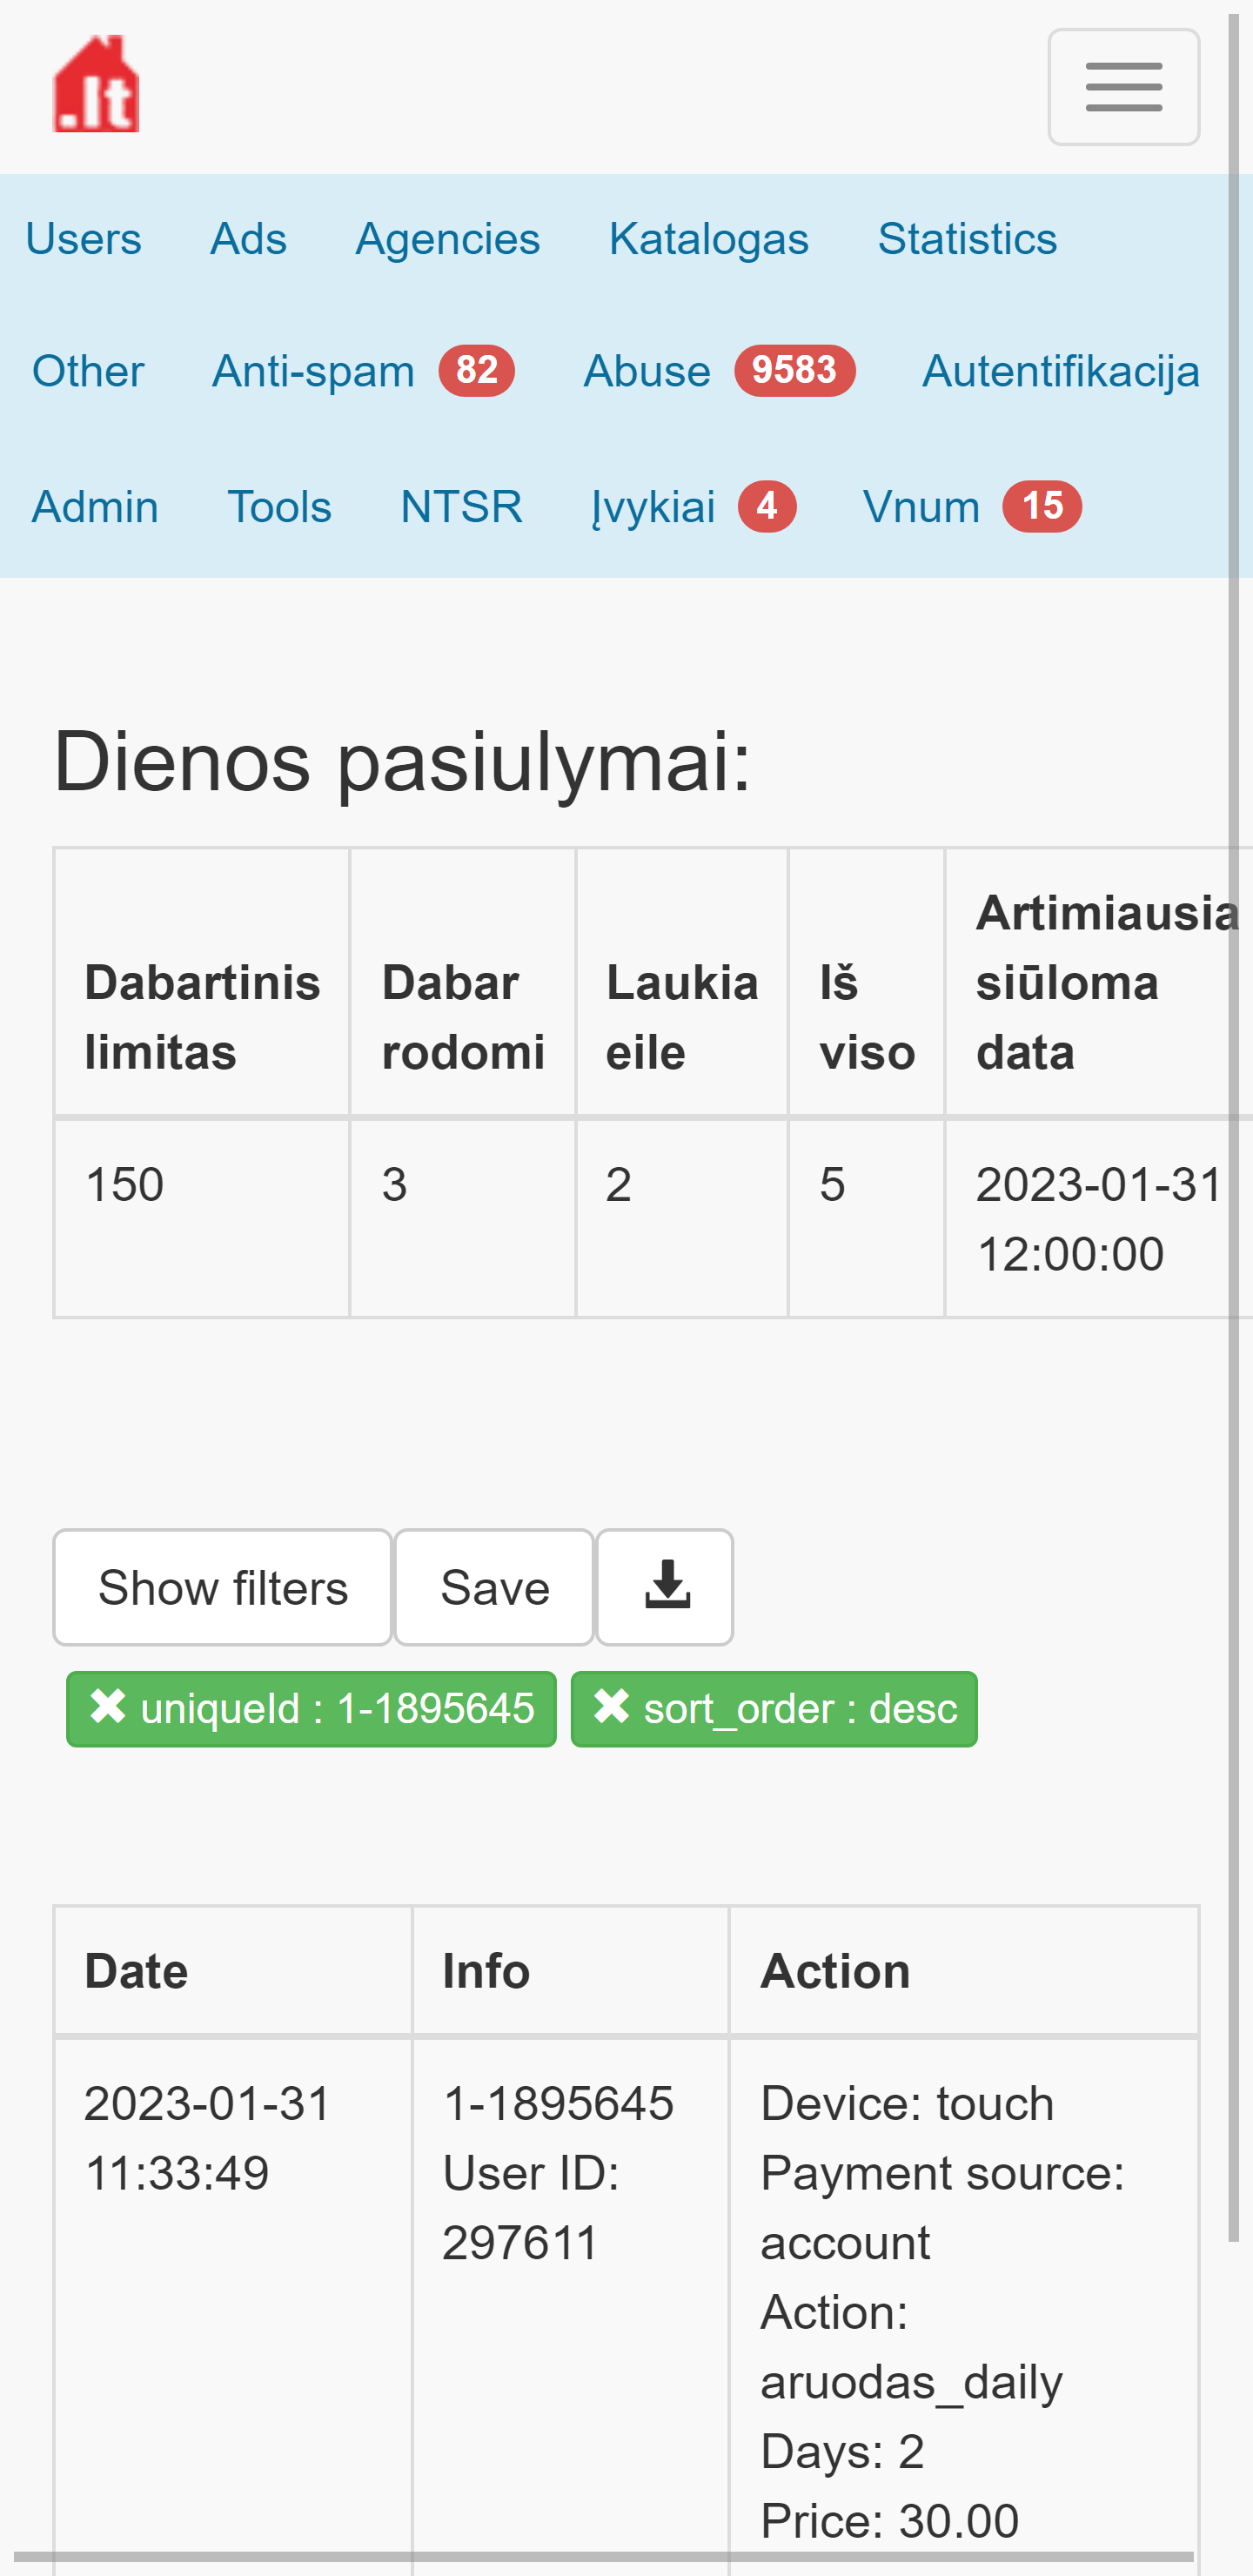 .lt
Users Ads Agencies Katalogas Statistics
Other Anti-spam 82 Abuse 9583 Autentifikacija
Admin Tools NTSR Įvykiai 4 Vnum 15
Dienos pasiulymai:
Dabartinis limitas
Dabar rodomi
Laukia eile
Iš viso
Artimiausia siūloma data
150 3 2 5 2023-01-31 12:00:00
Show filters Save
✖ uniqueId : 1-1895645 ✖ sort_order : desc
Date Info Action
2023-01-31
11:33:49
1-1895645
User ID:
297611
Device: touch
Payment source:
account
Action:
aruodas_daily
Days: 2
Price: 30.00